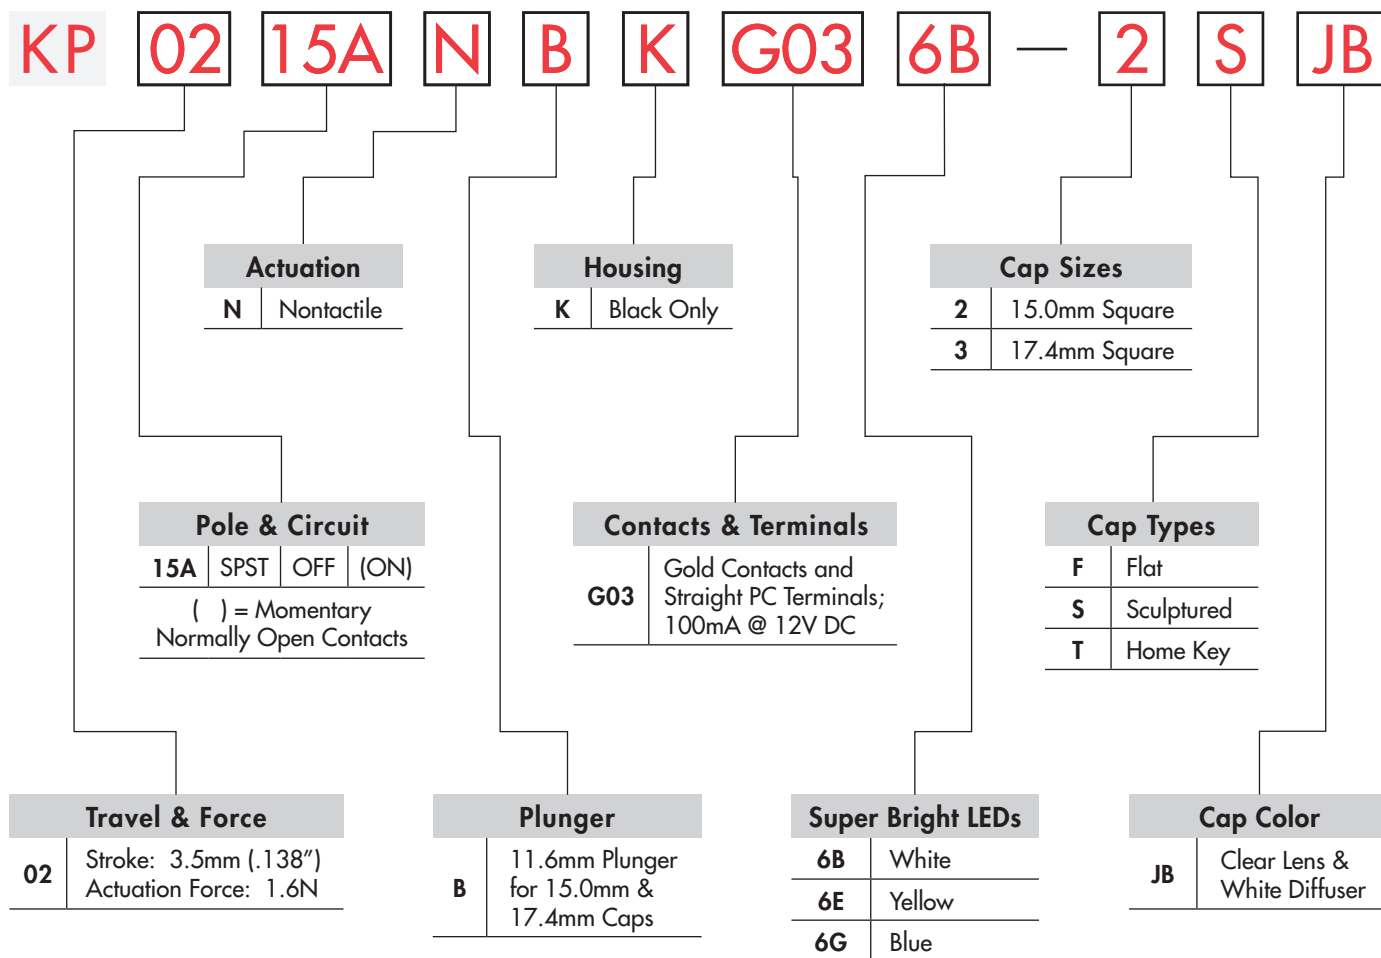 KP 02 15A N B K G03 6B — 2 S JB
Actuation
N Nontactile
Housing
K Black Only
Cap Sizes
2 15.0mm Square
3 17.4mm Square
Pole & Circuit
15A SPST OFF (ON)
( ) = Momentary
Normally Open Contacts
Contacts & Terminals
G03
Gold Contacts and
Straight PC Terminals;
100mA @ 12V DC
Cap Types
F Flat
S Sculptured
T Home Key
Travel & Force
02
Stroke: 3.5mm (.138")
Actuation Force: 1.6N
Plunger
B
11.6mm Plunger
for 15.0mm &
17.4mm Caps
Super Bright LEDs
6B White
6E Yellow
6G Blue
Cap Color
JB
Clear Lens &
White Diffuser